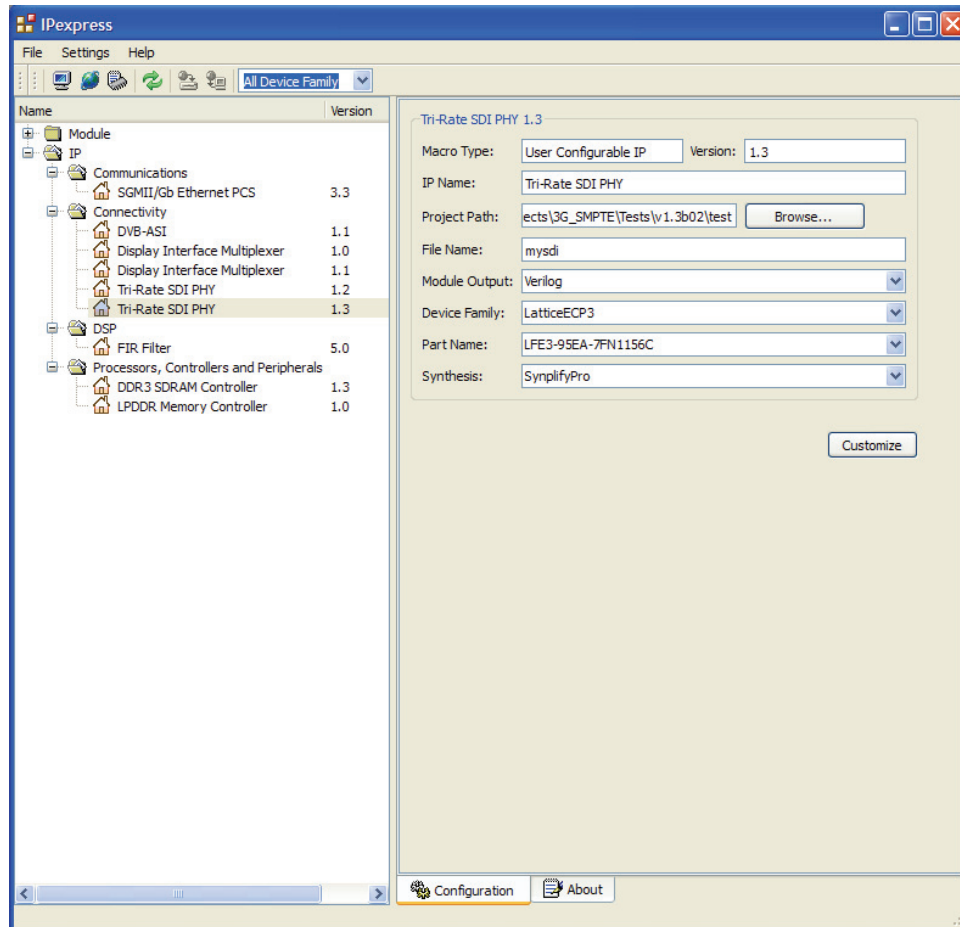 IPexpress
File Settings Help
All Device Family
Name Version
Module
IP
Communications
SGMII/Gb Ethernet PCS 3.3
Connectivity
DVB-ASI 1.1
Display Interface Multiplexer 1.0
Display Interface Multiplexer 1.1
Tri-Rate SDI PHY 1.2
Tri-Rate SDI PHY 1.3
DSP
FIR Filter 5.0
Processors, Controllers and Peripherals
DDR3 SDRAM Controller 1.3
LPDDR Memory Controller 1.0
Tri-Rate SDI PHY 1.3
Macro Type: User Configurable IP Version: 1.3
IP Name: Tri-Rate SDI PHY
Project Path: ects\3G_SMPTE\Tests\v1.3b02\test Browse...
File Name: mysdi
Module Output: Verilog
Device Family: LatticeECP3
Part Name: LFE3-95EA-7FN1156C
Synthesis: SynplifyPro
Customize
Configuration About